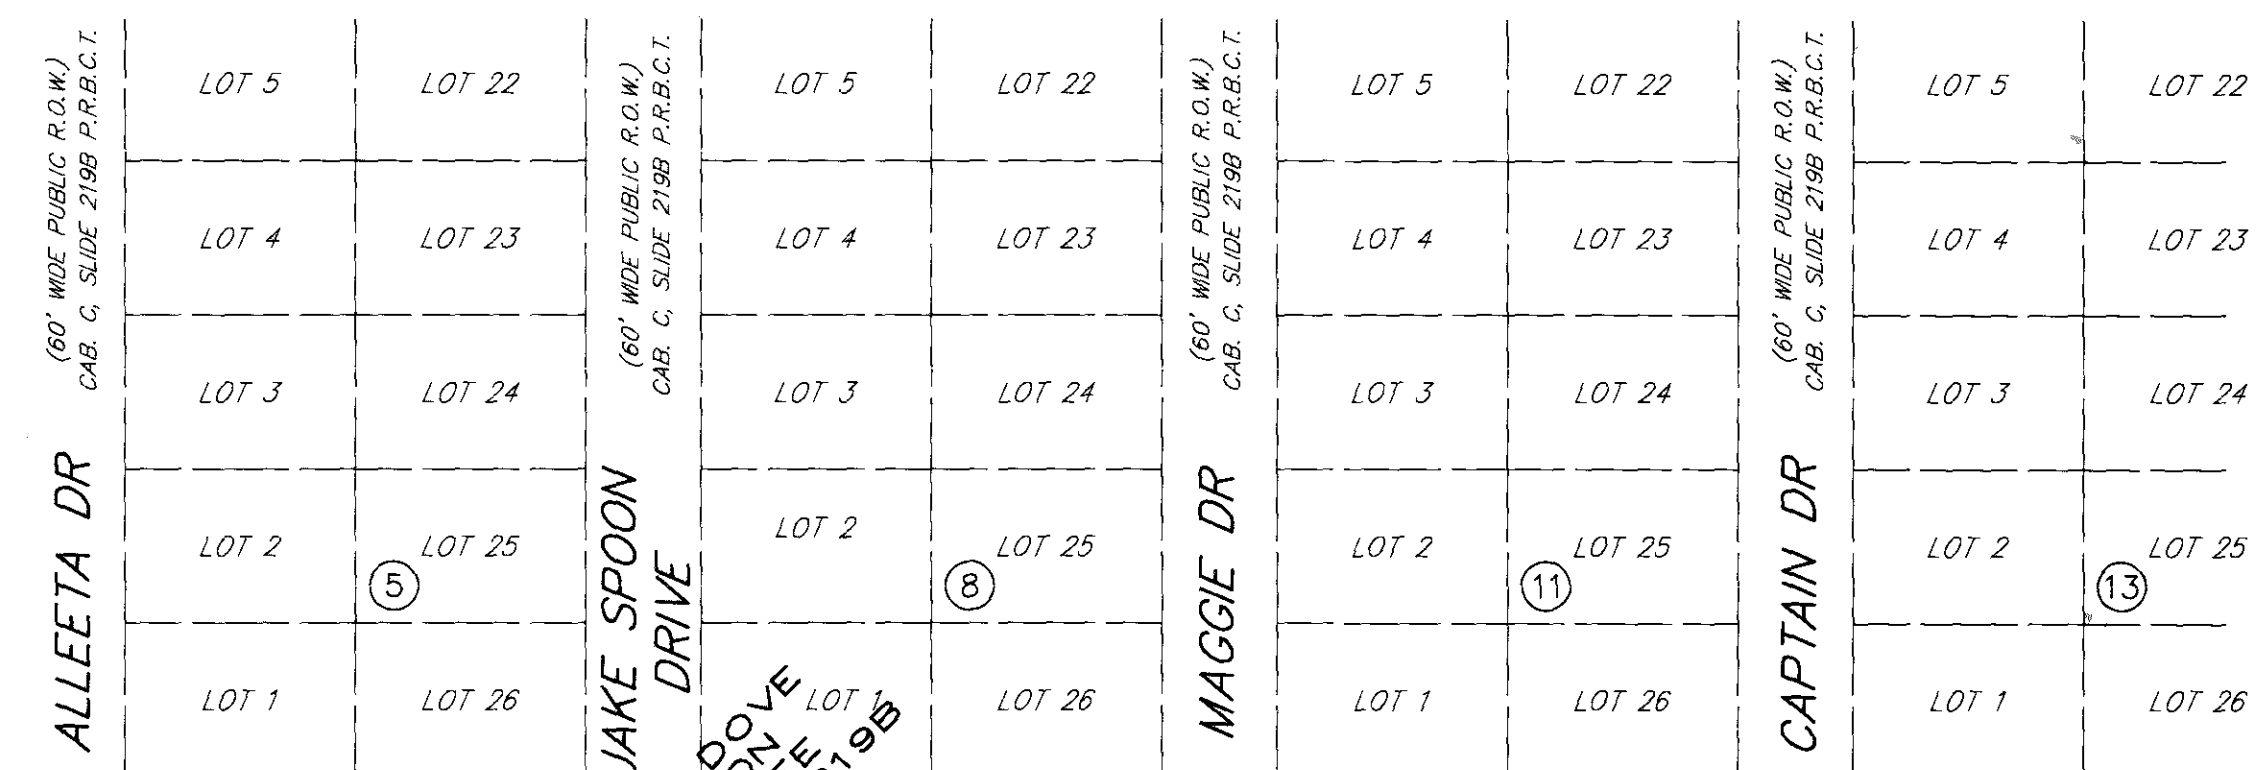 ALLEETA DR
(60' WIDE PUBLIC R.O.W.)
CAB. C, SLIDE 219B P.R.B.C.T.
LOT 5
LOT 22
LOT 4
LOT 23
LOT 3
LOT 24
LOT 2
LOT 25
5
LOT 1
LOT 26
JAKE SPOON
DRIVE
(60' WIDE PUBLIC R.O.W.)
CAB. C, SLIDE 219B P.R.B.C.T.
LOT 5
LOT 22
LOT 4
LOT 23
LOT 3
LOT 24
LOT 2
LOT 25
8
LOT 1
LOT 26
DOVE
219B
MAGGIE DR
(60' WIDE PUBLIC R.O.W.)
CAB. C, SLIDE 219B P.R.B.C.T.
LOT 5
LOT 22
LOT 4
LOT 23
LOT 3
LOT 24
LOT 2
LOT 25
11
LOT 1
LOT 26
CAPTAIN DR
(60' WIDE PUBLIC R.O.W.)
CAB. C, SLIDE 219B P.R.B.C.T.
LOT 5
LOT 22
LOT 4
LOT 23
LOT 3
LOT 24
LOT 2
LOT 25
13
LOT 1
LOT 26